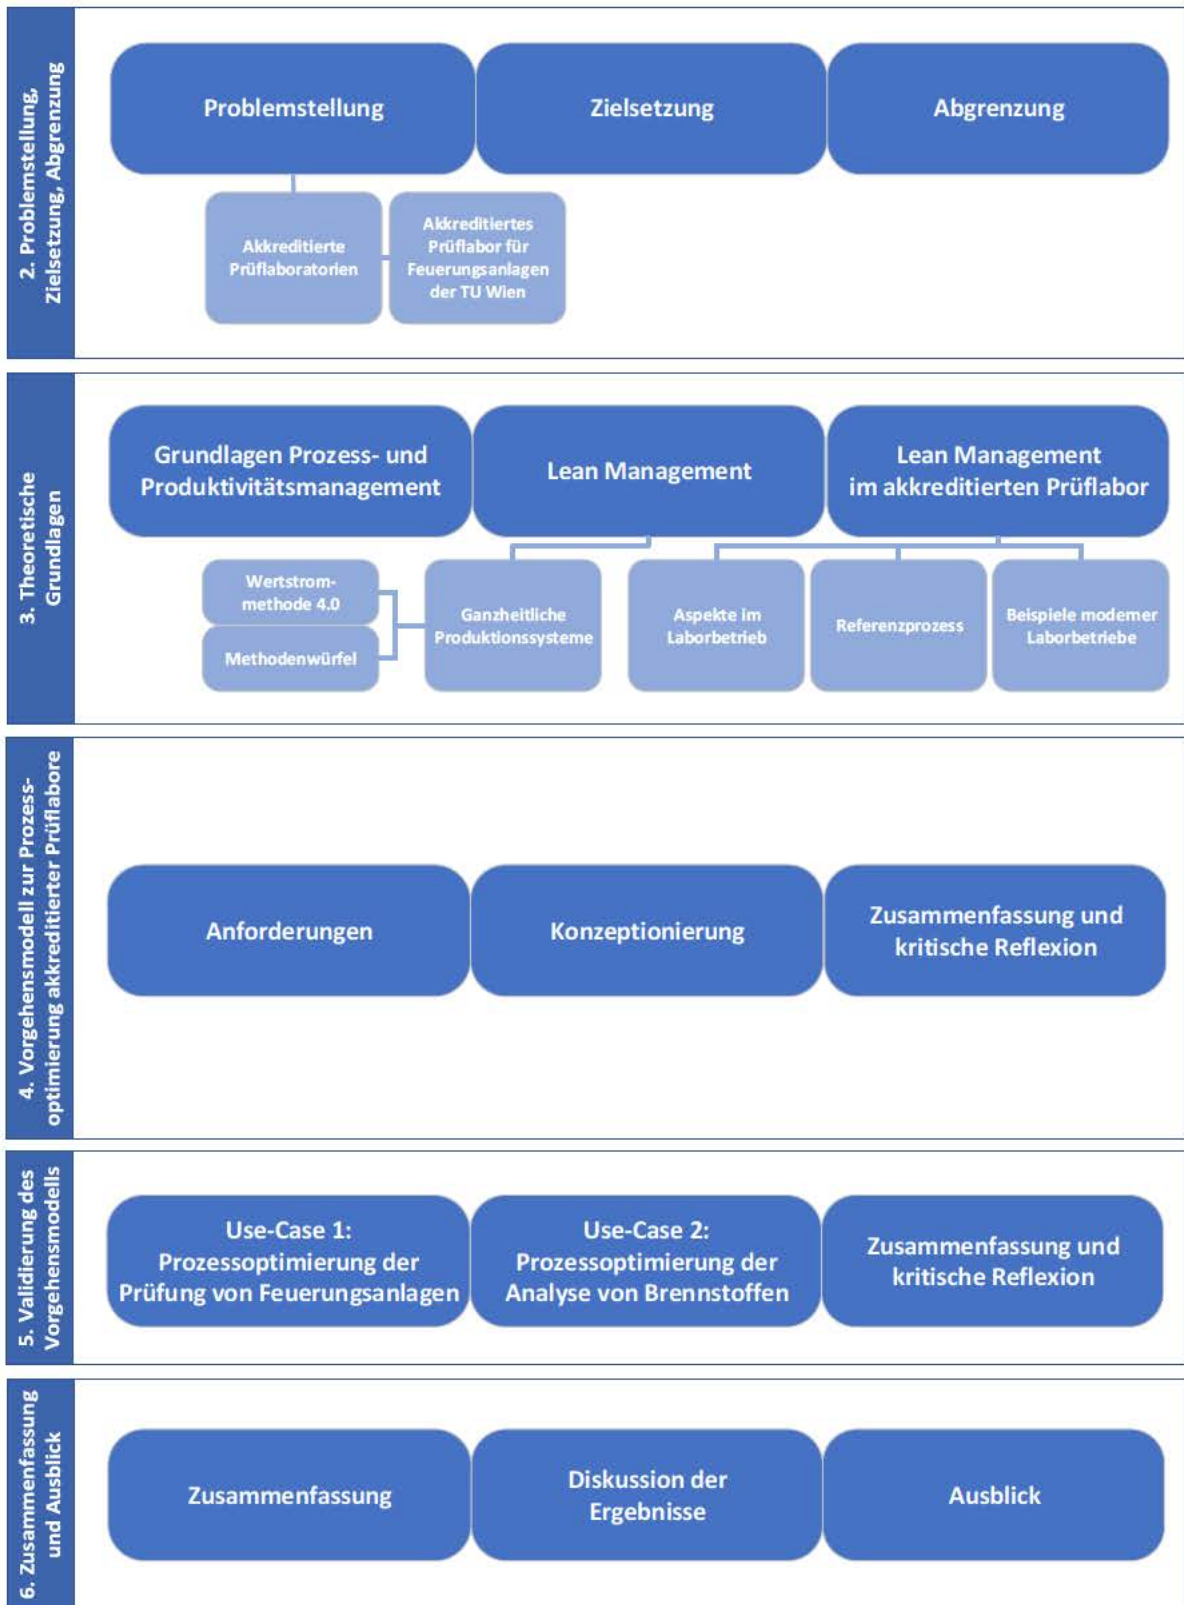 2. Problemstellung,
Zielsetzung, Abgrenzung
Problemstellung
Zielsetzung
Abgrenzung
Akkreditierte
Prüflaboratorien
Akkreditiertes
Prüflabor für
Feuerungsanlagen
der TU Wien
3. Theoretische
Grundlagen
Grundlagen Prozess- und
Produktivitätsmanagement
Lean Management
Lean Management
im akkreditierten Prüflabor
Wertstrom-
methode 4.0
Methodenwürfel
Ganzheitliche
Produktionssysteme
Aspekte im
Laborbetrieb
Referenzprozess
Beispiele moderner
Laborbetriebe
4. Vorgehensmodell zur Prozess-
optimierung akkreditierter Prüflabore
Anforderungen
Konzeptionierung
Zusammenfassung und
kritische Reflexion
5. Validierung des
Vorgehensmodells
Use-Case 1:
Prozessoptimierung der
Prüfung von Feuerungsanlagen
Use-Case 2:
Prozessoptimierung der
Analyse von Brennstoffen
Zusammenfassung und
kritische Reflexion
6. Zusammenfassung
und Ausblick
Zusammenfassung
Diskussion der
Ergebnisse
Ausblick